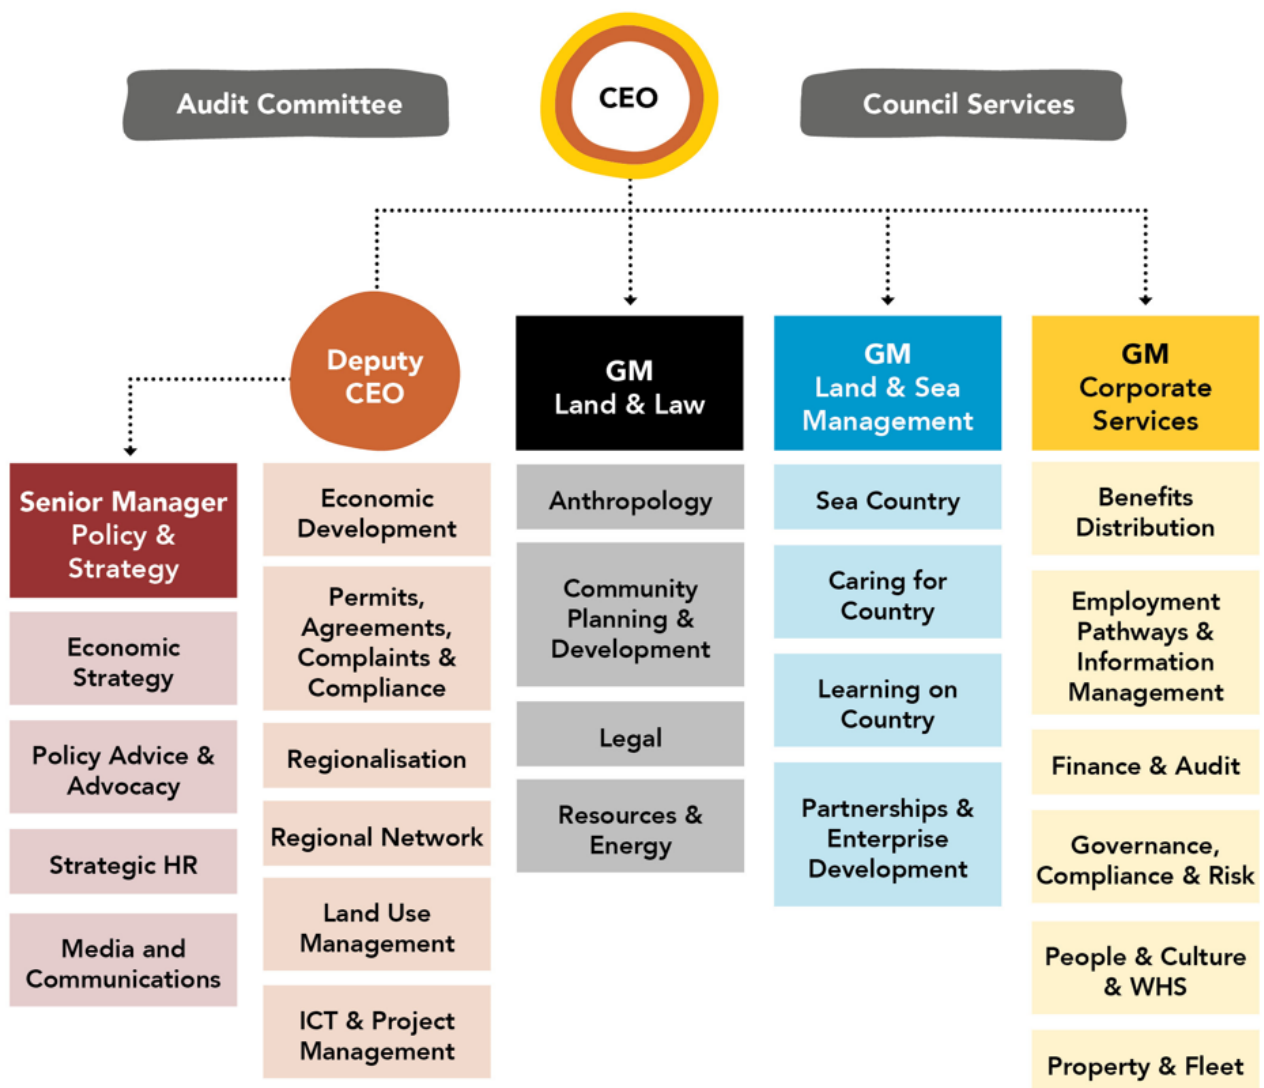 Audit Committee
CEO
Council Services
Deputy
CEO
GM
Land & Law
GM
Land & Sea
Management
GM
Corporate
Services
Senior Manager
Policy &
Strategy
Economic
Strategy
Policy Advice &
Advocacy
Strategic HR
Media and
Communications
Economic
Development
Permits,
Agreements,
Complaints &
Compliance
Regionalisation
Regional Network
Land Use
Management
ICT & Project
Management
Anthropology
Community
Planning &
Development
Legal
Resources &
Energy
Sea Country
Caring for
Country
Learning on
Country
Partnerships &
Enterprise
Development
Benefits
Distribution
Employment
Pathways &
Information
Management
Finance & Audit
Governance,
Compliance & Risk
People & Culture
& WHS
Property & Fleet